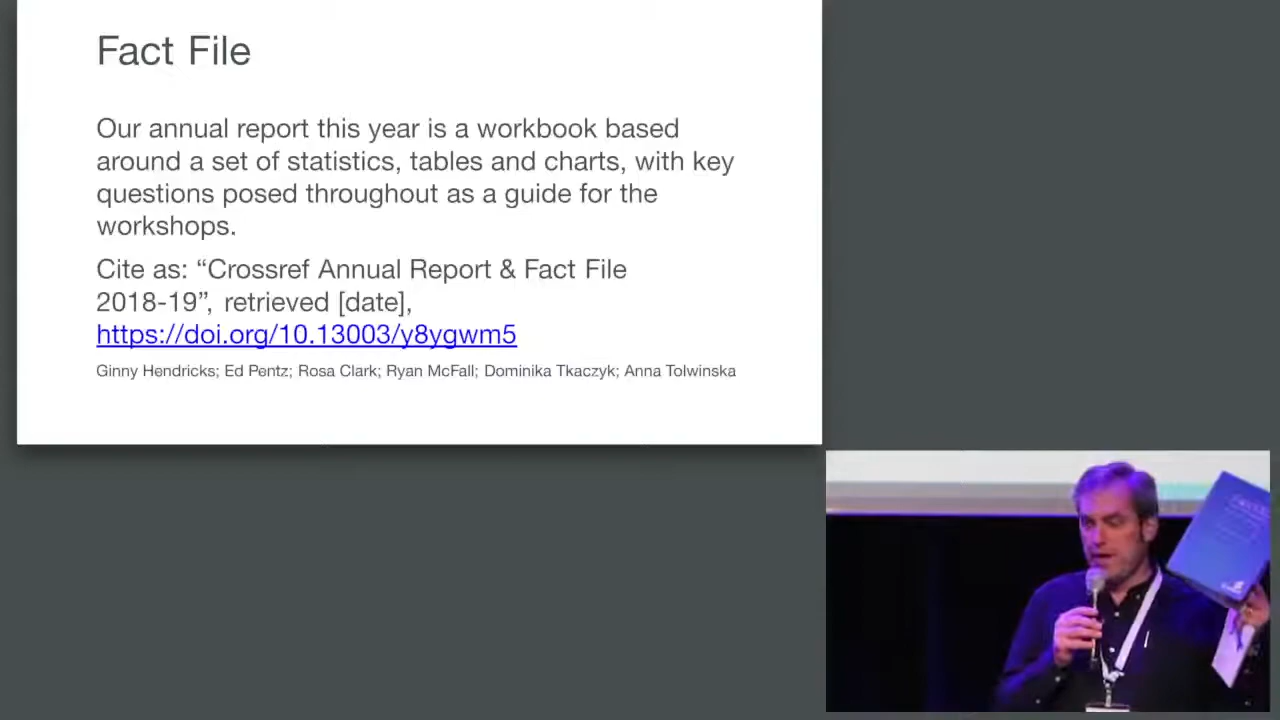 Fact File
Our annual report this year is a workbook based
around a set of statistics, tables and charts, with key
questions posed throughout as a guide for the
workshops.
Cite as: “Crossref Annual Report & Fact File
2018-19”, retrieved [date],
https://doi.org/10.13003/y8ygwm5
Ginny Hendricks; Ed Pentz; Rosa Clark; Ryan McFall; Dominika Tkaczyk; Anna Tolwinska